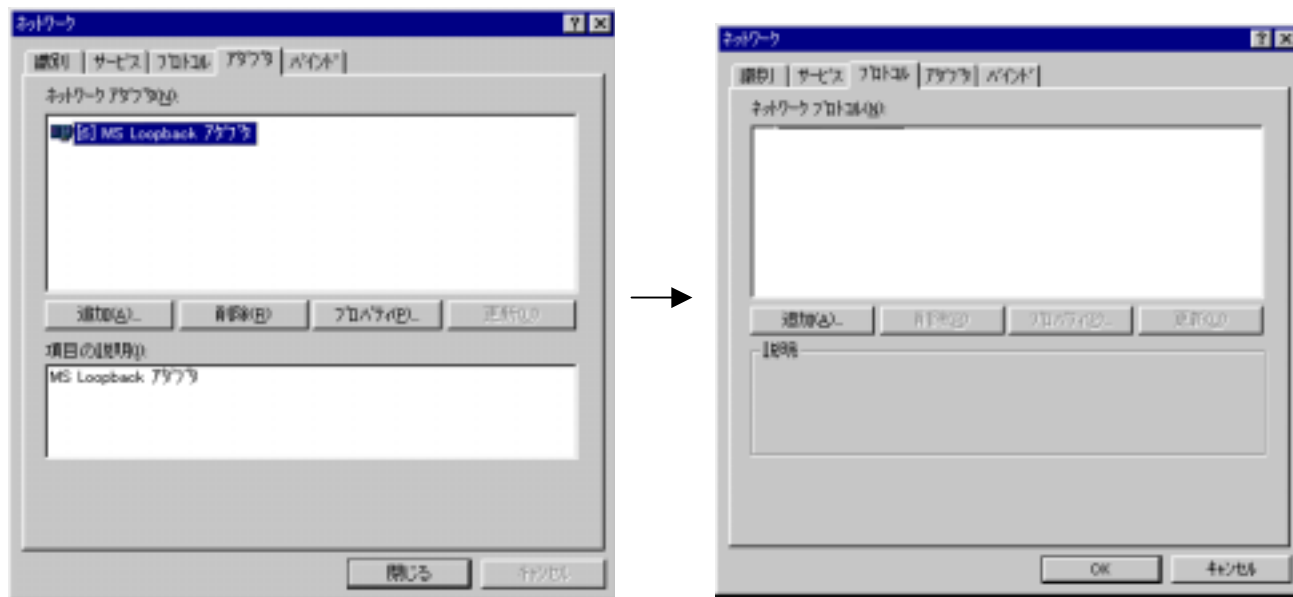 ネットワーク
識別 サービス プロトコル アダプタ バインド
ネットワーク アダプタ(N):
[5] MS Loopback アダプタ
追加(A)... 削除(R) プロパティ(P)... 更新(U)
項目の説明(I):
MS Loopback アダプタ
閉じる キャンセル
ネットワーク
識別 サービス プロトコル アダプタ バインド
ネットワーク プロトコル(N):
追加(A)... 削除(R) プロパティ(P)... 更新(U)
説明
OK キャンセル